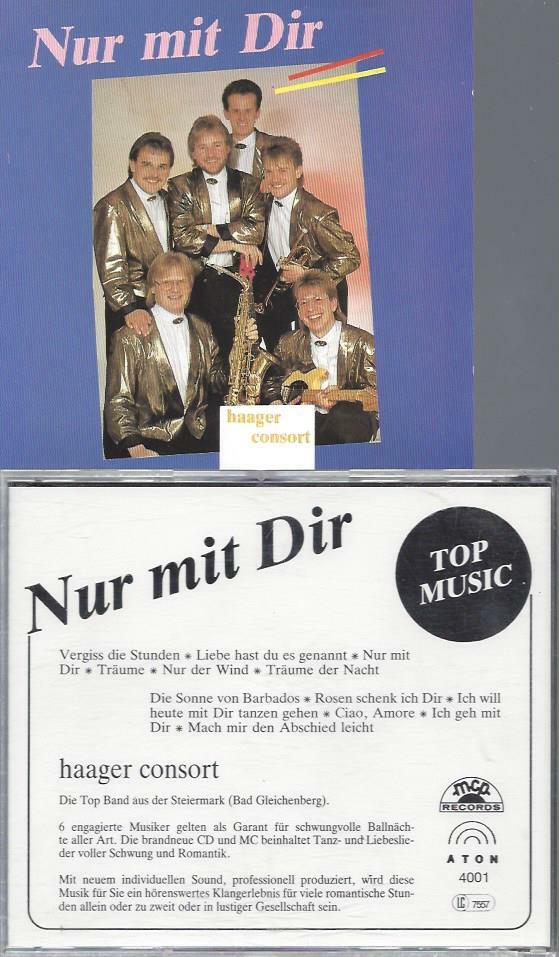 Nur mit Dir
haager
consort
Nur mit Dir
TOP
MUSIC
Vergiss die Stunden ✷ Liebe hast du es genannt ✷ Nur mit
Dir ✷ Träume ✷ Nur der Wind ✷ Träume der Nacht
Die Sonne von Barbados ✷ Rosen schenk ich Dir ✷ Ich will
heute mit Dir tanzen gehen ✷ Ciao, Amore ✷ Ich geh mit
Dir ✷ Mach mir den Abschied leicht
haager consort
Die Top Band aus der Steiermark (Bad Gleichenberg).
6 engagierte Musiker gelten als Garant für schwungvolle Ballnäch-
te aller Art. Die brandneue CD und MC beinhaltet Tanz- und Liebeslie-
der voller Schwung und Romantik.
Mit neuem individuellen Sound, professionell produziert, wird diese
Musik für Sie ein hörenswertes Klangerlebnis für viele romantische Stun-
den allein oder zu zweit oder in lustiger Gesellschaft sein.
mcp
RECORDS
ATON
4001
LC 7557